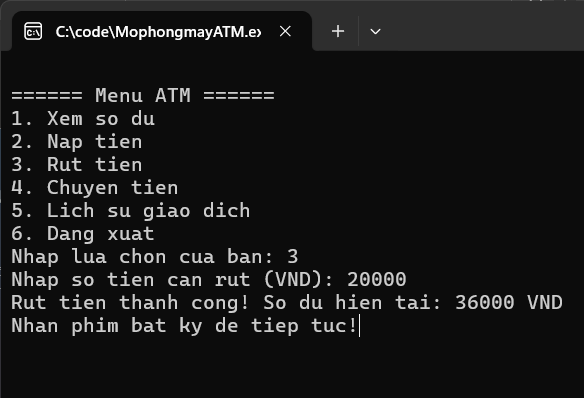 C:\code\MophongmayATM.ex
====== Menu ATM ======
1. Xem so du
2. Nap tien
3. Rut tien
4. Chuyen tien
5. Lich su giao dich
6. Dang xuat
Nhap lua chon cua ban: 3
Nhap so tien can rut (VND): 20000
Rut tien thanh cong! So du hien tai: 36000 VND
Nhan phim bat ky de tiep tuc!